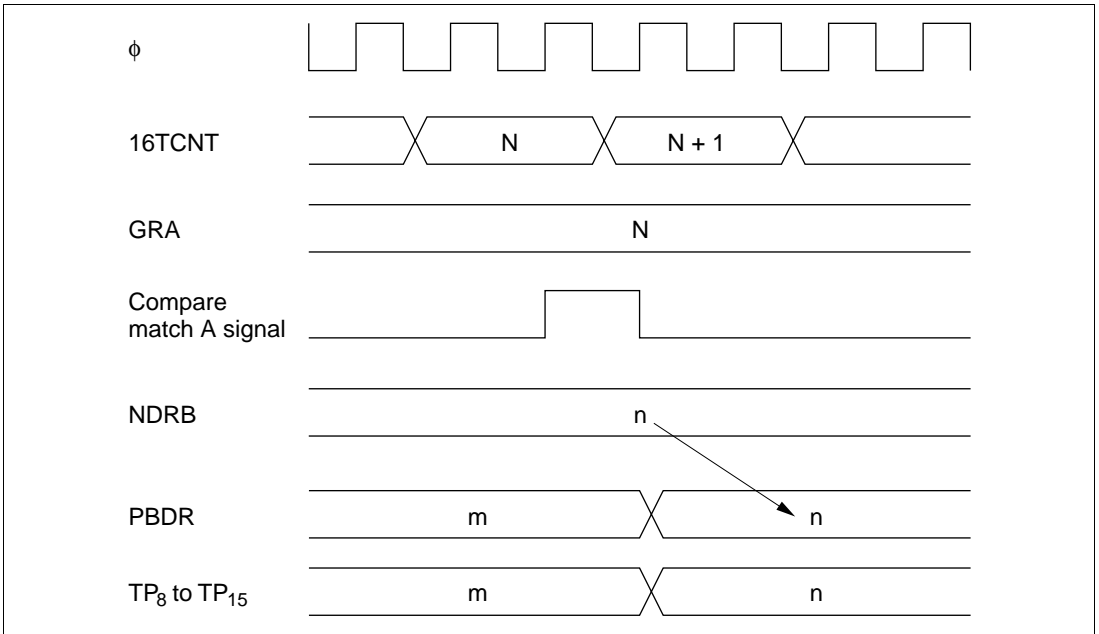 ϕ
16TCNT N N + 1
GRA N
Compare
match A signal
NDRB n
PBDR m n
TP8 to TP15 m n